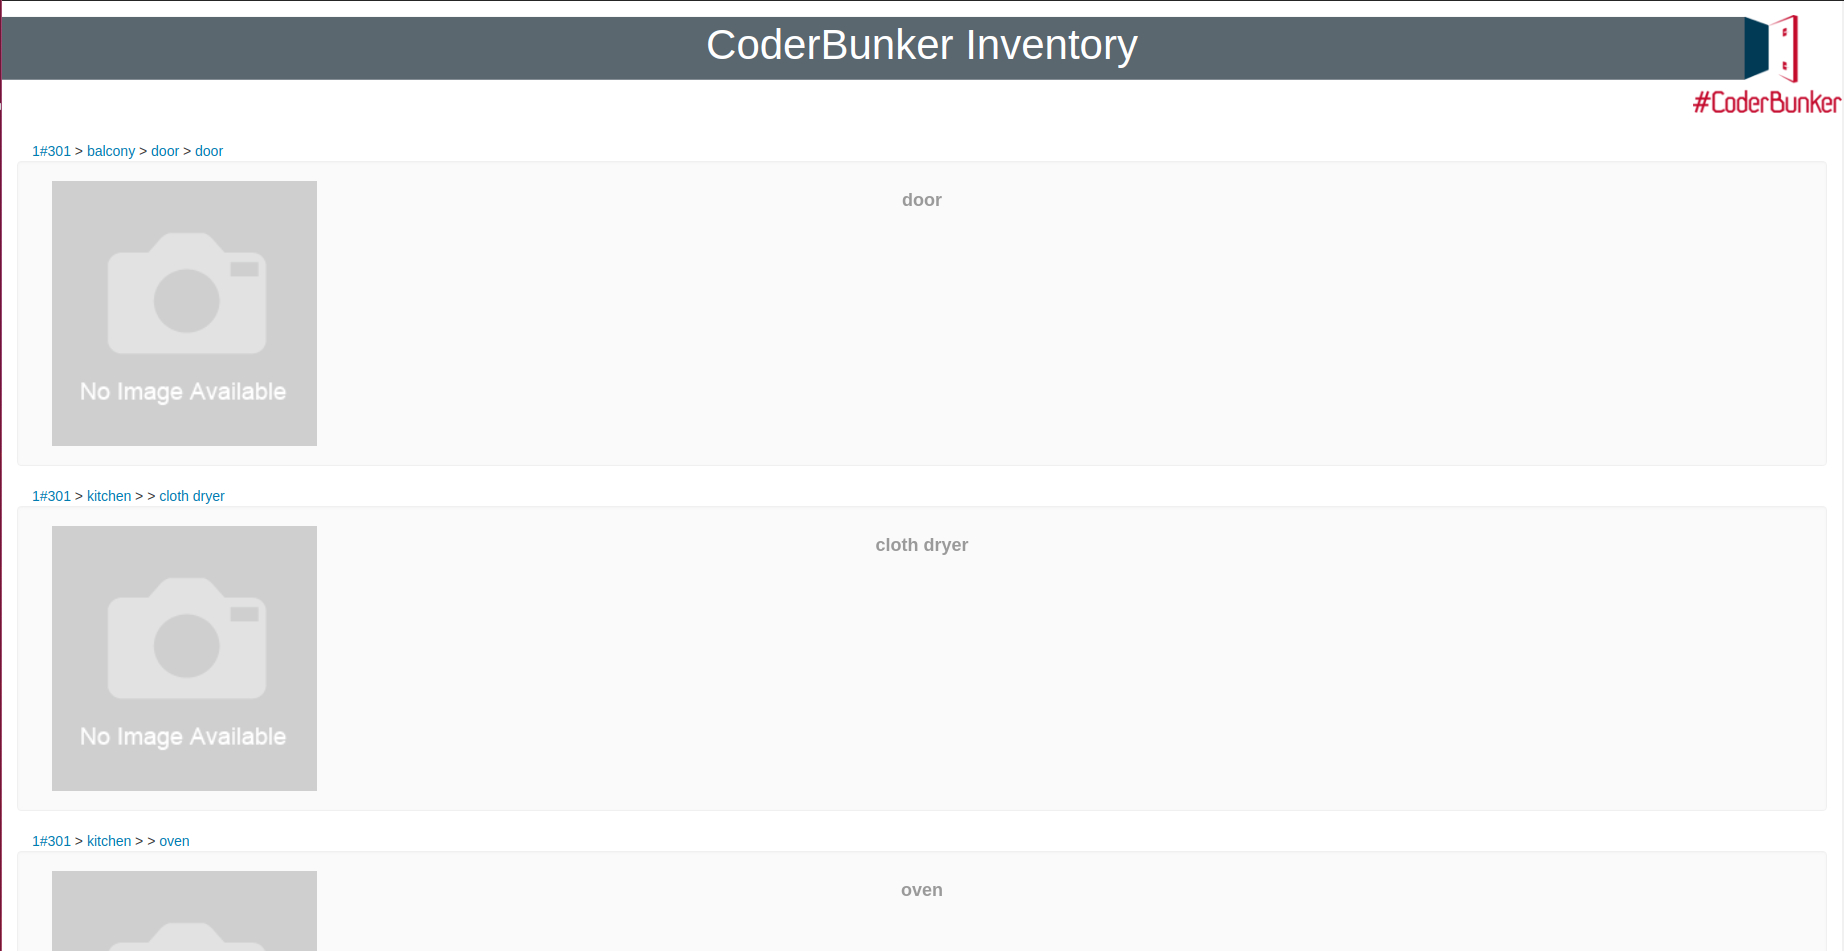 CoderBunker Inventory
#CoderBunker
1#301 > balcony > door > door
door
No Image Available
1#301 > kitchen > > cloth dryer
cloth dryer
No Image Available
1#301 > kitchen > > oven
oven